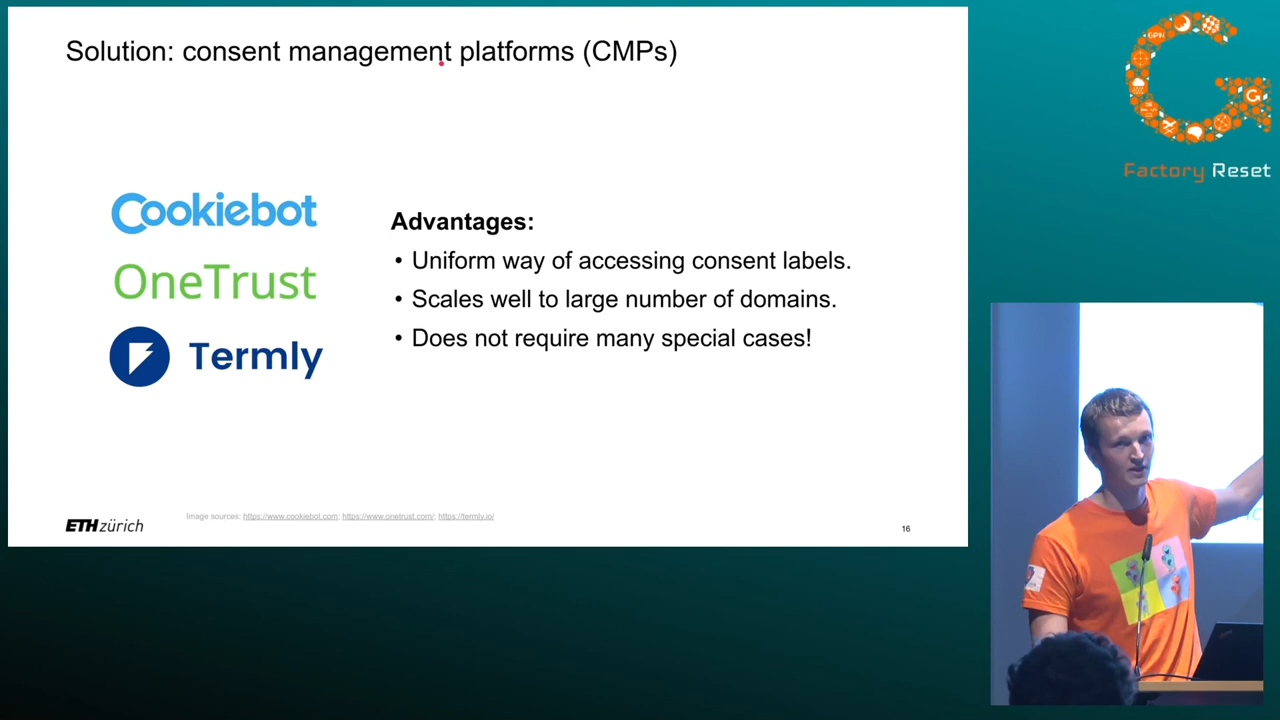 Solution: consent management platforms (CMPs)
Cookiebot
OneTrust
Termly
Advantages:
• Uniform way of accessing consent labels.
• Scales well to large number of domains.
• Does not require many special cases!
Image sources: https://www.cookiebot.com; https://www.onetrust.com/; https://termly.io/
ETH zürich
16
GPN
Factory Reset